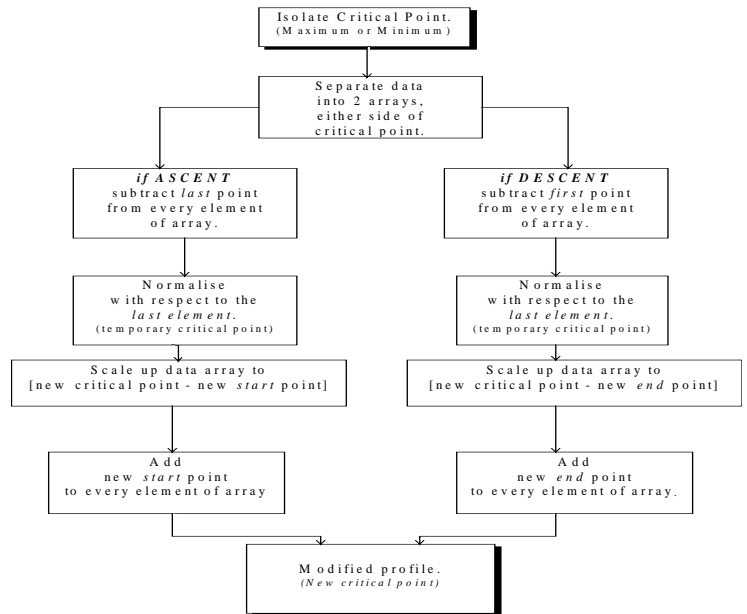 Isolate Critical Point.
(Maximum or Minimum)
Separate data
into 2 arrays,
either side of
critical point.
if ASCENT
subtract last point
from every element
of array.
if DESCENT
subtract first point
from every element
of array.
Normalise
with respect to the
last element.
(temporary critical point)
Normalise
with respect to the
last element.
(temporary critical point)
Scale up data array to
[new critical point - new start point]
Scale up data array to
[new critical point - new end point]
Add
new start point
to every element of array
Add
new end point
to every element of array.
Modified profile.
(New critical point)